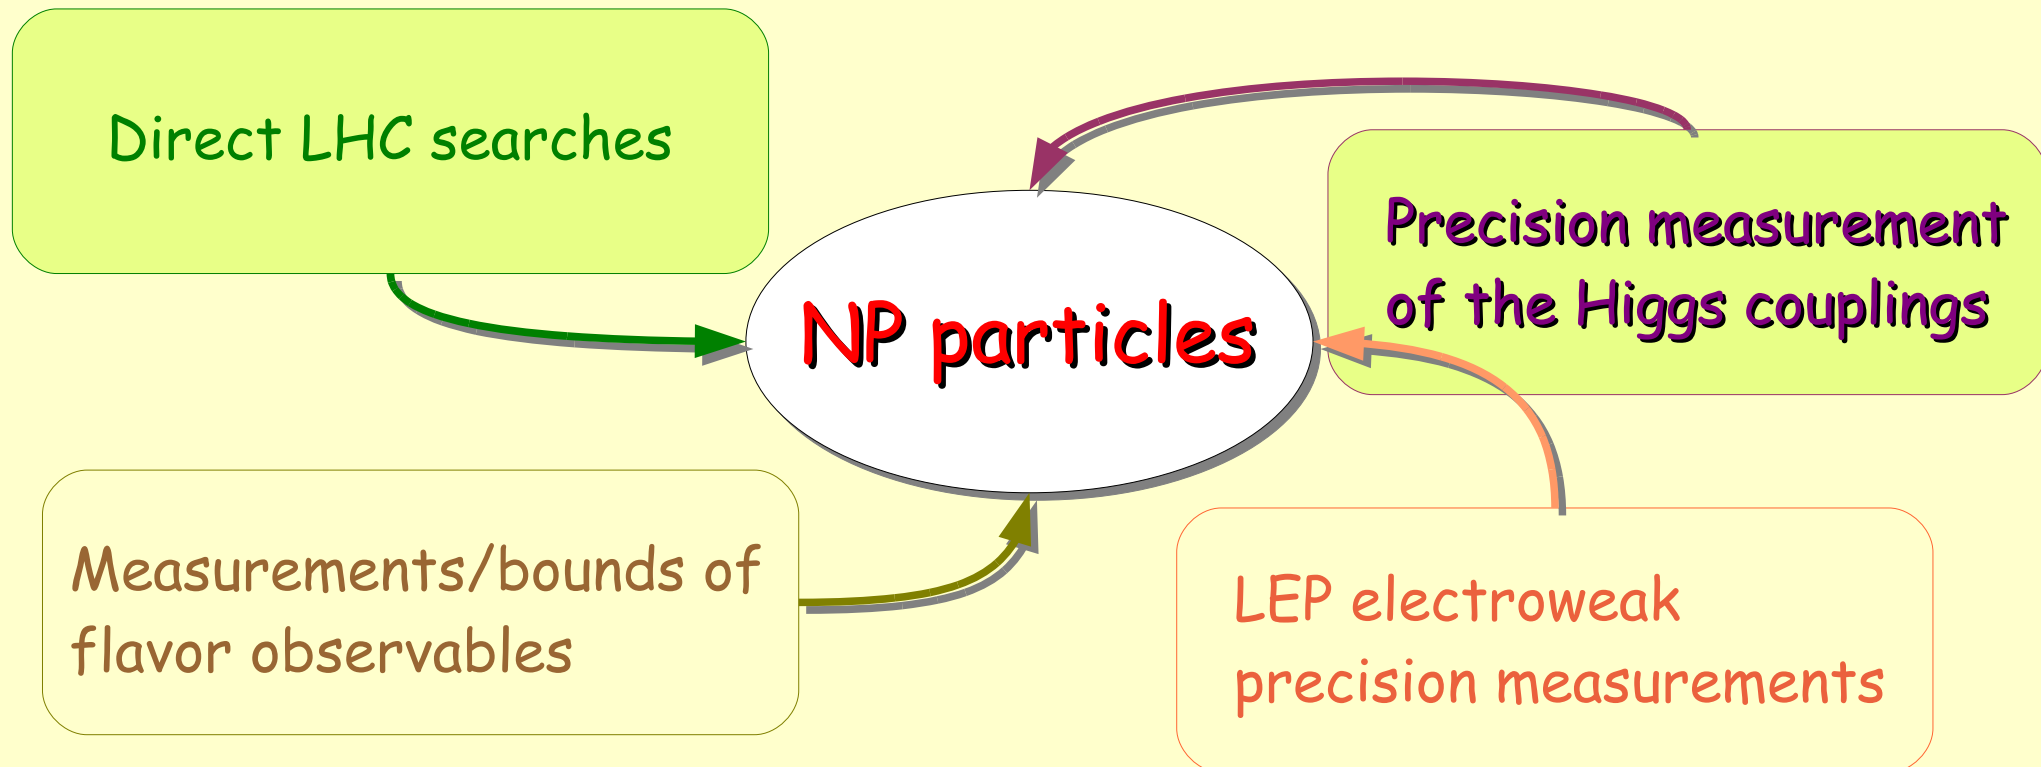 Direct LHC searches
Precision measurement
of the Higgs couplings
NP particles
Measurements/bounds of
flavor observables
LEP electroweak
precision measurements